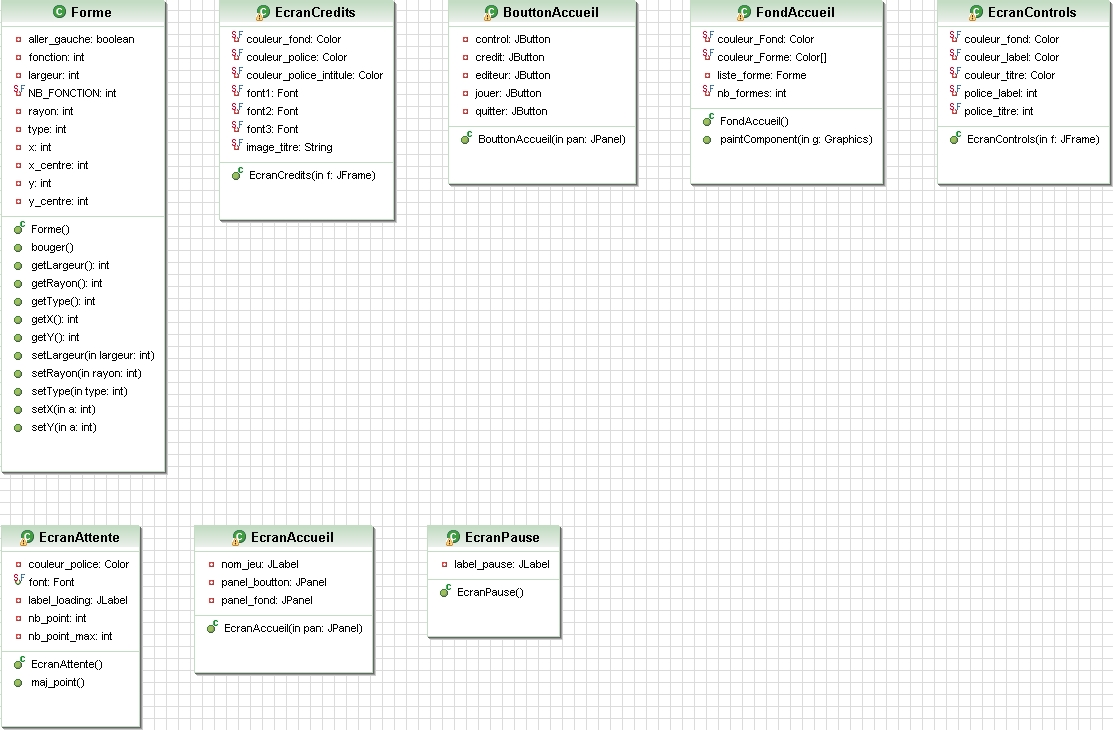 Forme
aller_gauche: boolean
fonction: int
largeur: int
NB_FONCTION: int
rayon: int
type: int
x: int
x_centre: int
y: int
y_centre: int
Forme()
bouger()
getLargeur(): int
getRayon(): int
getType(): int
getX(): int
getY(): int
setLargeur(in largeur: int)
setRayon(in rayon: int)
setType(in type: int)
setX(in a: int)
setY(in a: int)
EcranCredits
couleur_fond: Color
couleur_police: Color
couleur_police_intitule: Color
font1: Font
font2: Font
font3: Font
image_titre: String
EcranCredits(in f: JFrame)
BouttonAccueil
control: JButton
credit: JButton
editeur: JButton
jouer: JButton
quitter: JButton
BouttonAccueil(in pan: JPanel)
FondAccueil
couleur_Fond: Color
couleur_Forme: Color[]
liste_forme: Forme
nb_formes: int
FondAccueil()
paintComponent(in g: Graphics)
EcranControls
couleur_fond: Color
couleur_label: Color
couleur_titre: Color
police_label: int
police_titre: int
EcranControls(in f: JFrame)
EcranAttente
couleur_police: Color
font: Font
label_loading: JLabel
nb_point: int
nb_point_max: int
EcranAttente()
maj_point()
EcranAccueil
nom_jeu: JLabel
panel_boutton: JPanel
panel_fond: JPanel
EcranAccueil(in pan: JPanel)
EcranPause
label_pause: JLabel
EcranPause()